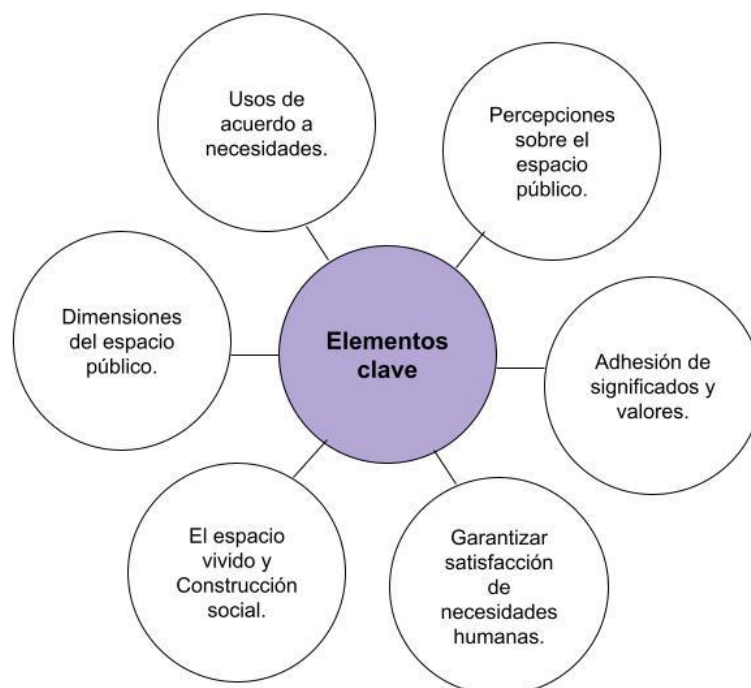 Usos de
acuerdo a
necesidades.
Percepciones
sobre el
espacio
público.
Dimensiones
del espacio
público.
Elementos
clave
Adhesión de
significados y
valores.
El espacio
vivido y
Construcción
social.
Garantizar
satisfacción
de
necesidades
humanas.